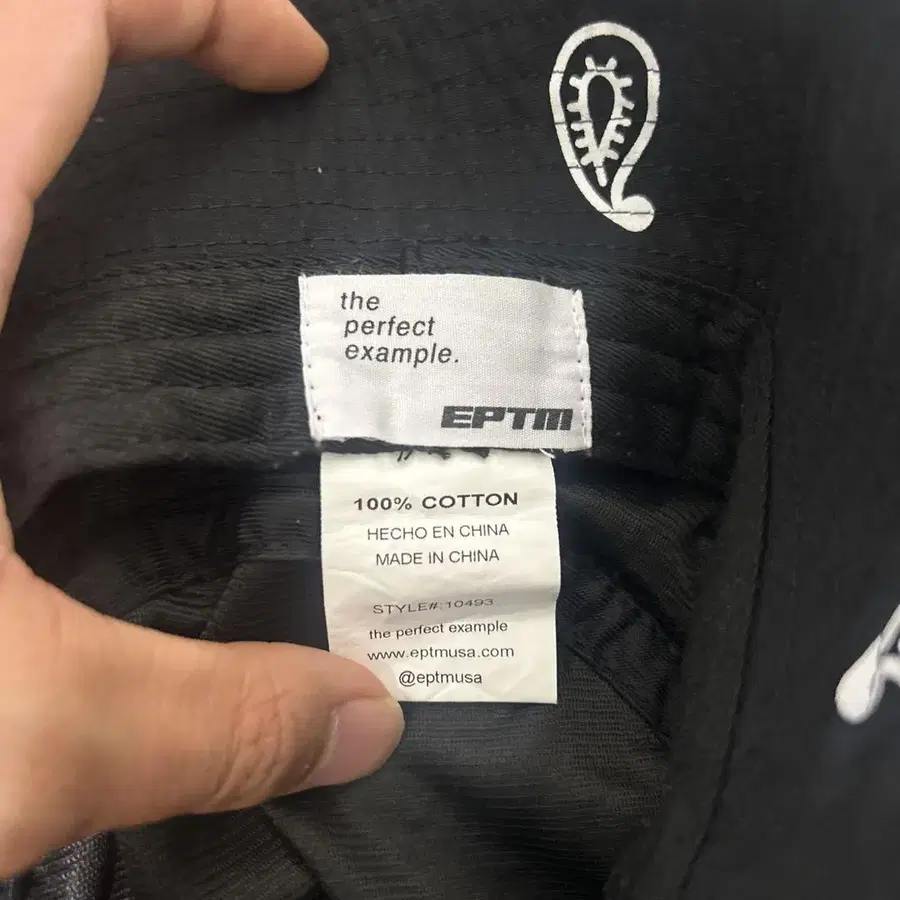 the
perfect
example.
EPTM
100% COTTON
HECHO EN CHINA
MADE IN CHINA
STYLE#:10493
the perfect example
www.eptmusa.com
@eptmusa